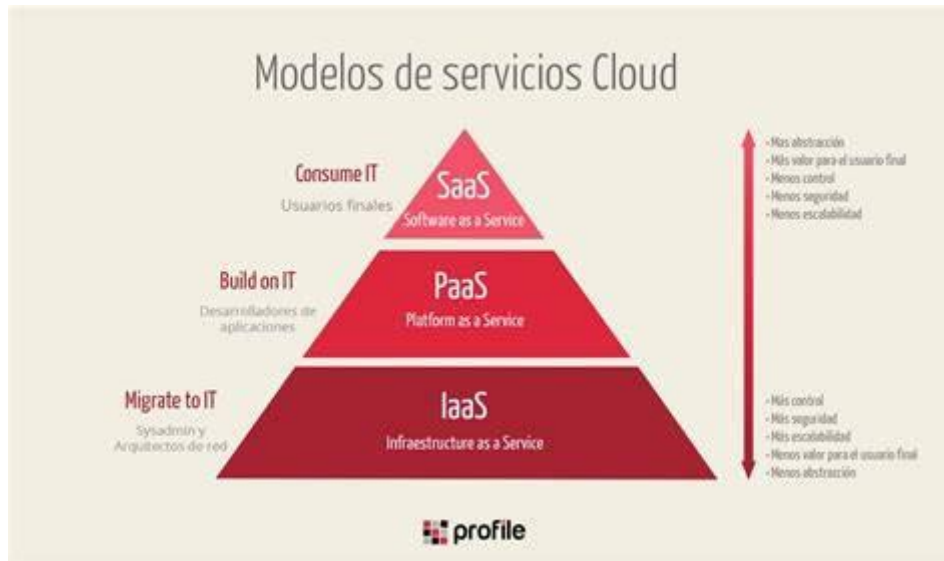 Modelos de servicios Cloud
Consume IT
Usuarios finales
SaaS
Software as a Service
Build on IT
Desarrolladores de
aplicaciones
PaaS
Platform as a Service
Migrate to IT
Sysadmin y
Arquitectos de red
IaaS
Infraestructure as a Service
- Mas abstracción
- Más valor para el usuario final
- Menos control
- Menos seguridad
- Menos escalabilidad
- Más control
- Más seguridad
- Más escalabilidad
- Menos valor para el usuario final
- Menos abstracción
profile